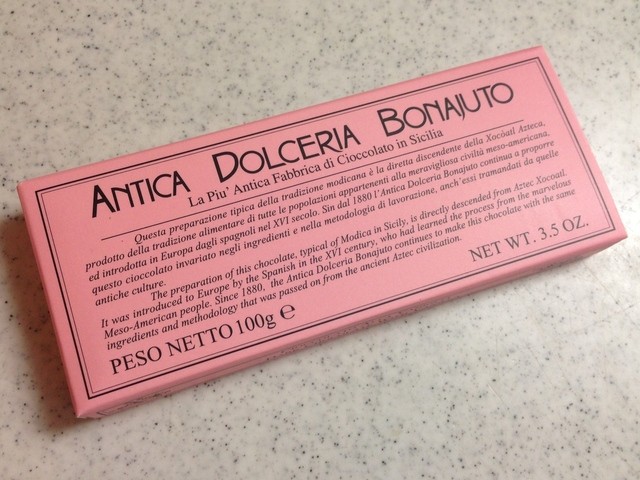 ANTICA DOLCERIA BONAJUTO
La Piu' Antica Fabbrica di Cioccolato in Sicilia
Questa preparazione tipica della tradizione modicana è la diretta discendente della Xocòatl Azteca,
prodotto della tradizione alimentare di tutte le popolazioni appartenenti alla meravigliosa civiltà meso-americana,
ed introdotta in Europa dagli spagnoli nel XVI secolo. Sin dal 1880 l'Antica Dolceria Bonajuto continua a proporre
questo cioccolato invariato negli ingredienti e nella metodologia di lavorazione, anch'essi tramandati da quelle
antiche culture.
The preparation of this chocolate, typical of Modica in Sicily, is directly descended from Aztec Xocoatl.
It was introduced to Europe by the Spanish in the XVI century, who had learned the process from the marvelous
Meso-American people. Since 1880, the Antica Dolceria Bonajuto continues to make this chocolate with the same
ingredients and methodology that was passed on from the ancient Aztec civilization.
PESO NETTO 100g ℮
NET WT. 3.5 OZ.